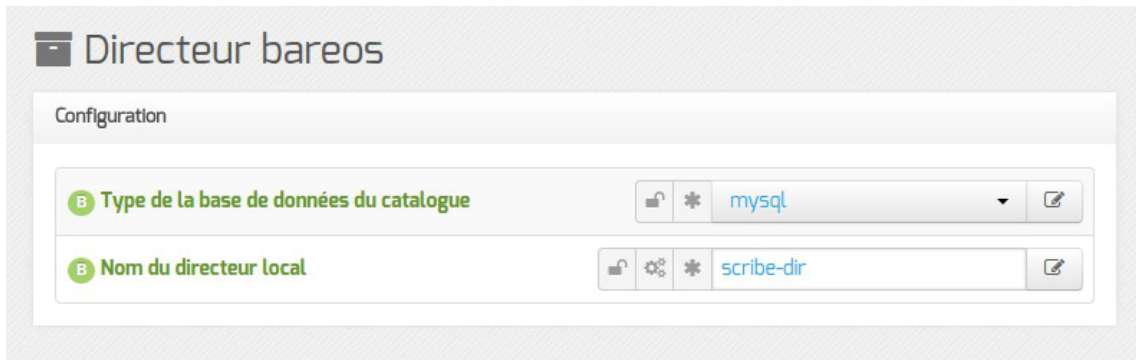 Directeur bareos
Configuration
B Type de la base de données du catalogue mysql
B Nom du directeur local scribe-dir